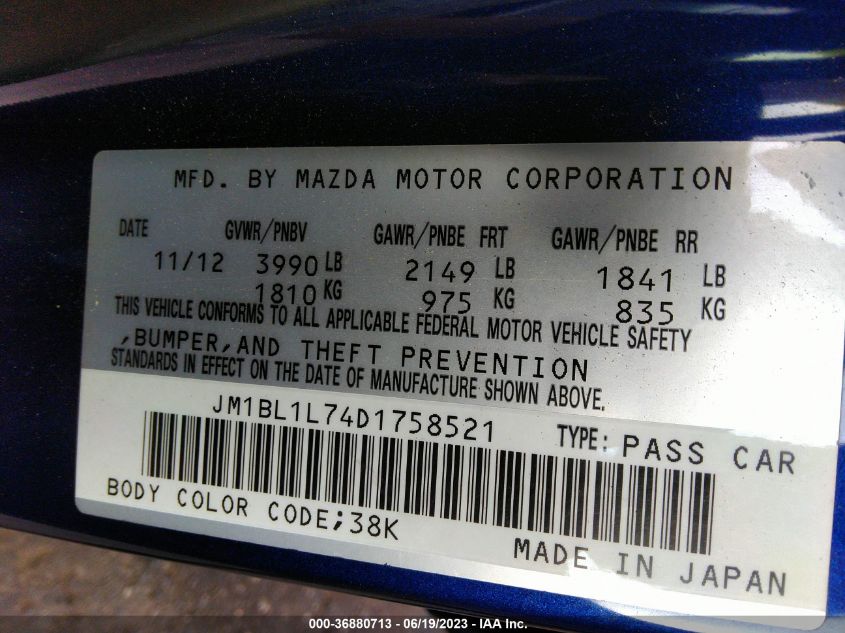 MFD. BY MAZDA MOTOR CORPORATION
DATE GVWR/PNBV GAWR/PNBE FRT GAWR/PNBE RR
11/12 3990 LB 2149 LB 1841 LB
1810 KG 975 KG 835 KG
THIS VEHICLE CONFORMS TO ALL APPLICABLE FEDERAL MOTOR VEHICLE SAFETY
,BUMPER,AND THEFT PREVENTION
STANDARDS IN EFFECT ON THE DATE OF MANUFACTURE SHOWN ABOVE.
JM1BL1L74D1758521 TYPE: PASS CAR
BODY COLOR CODE;38K
MADE IN JAPAN
000-36880713 - 06/19/2023 - IAA Inc.